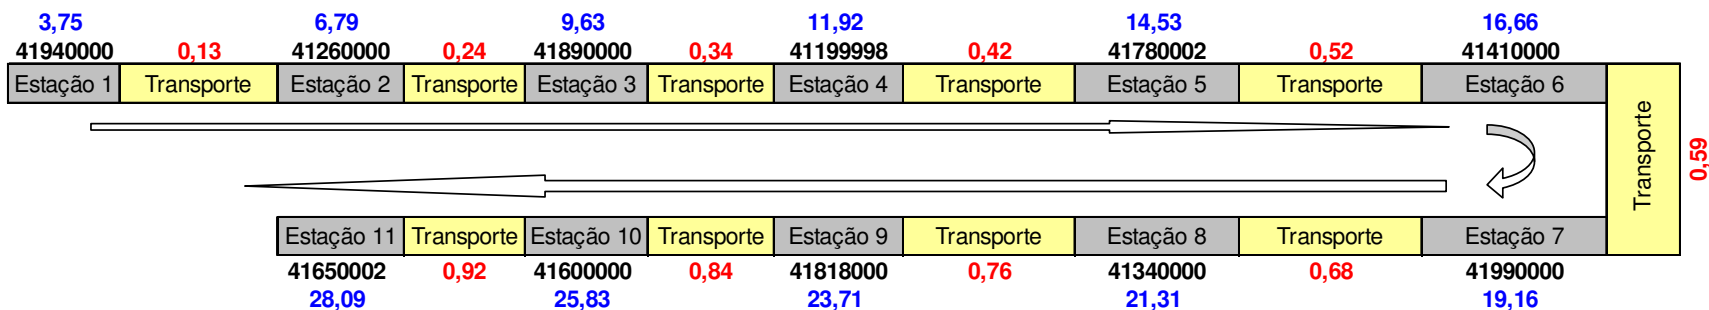 3,75 6,79 9,63 11,92 14,53 16,66
41940000 0,13 41260000 0,24 41890000 0,34 41199998 0,42 41780002 0,52 41410000
Estação 1 Transporte Estação 2 Transporte Estação 3 Transporte Estação 4 Transporte Estação 5 Transporte Estação 6
Transporte
0,59
Estação 11 Transporte Estação 10 Transporte Estação 9 Transporte Estação 8 Transporte Estação 7
41650002 0,92 41600000 0,84 41818000 0,76 41340000 0,68 41990000
28,09 25,83 23,71 21,31 19,16